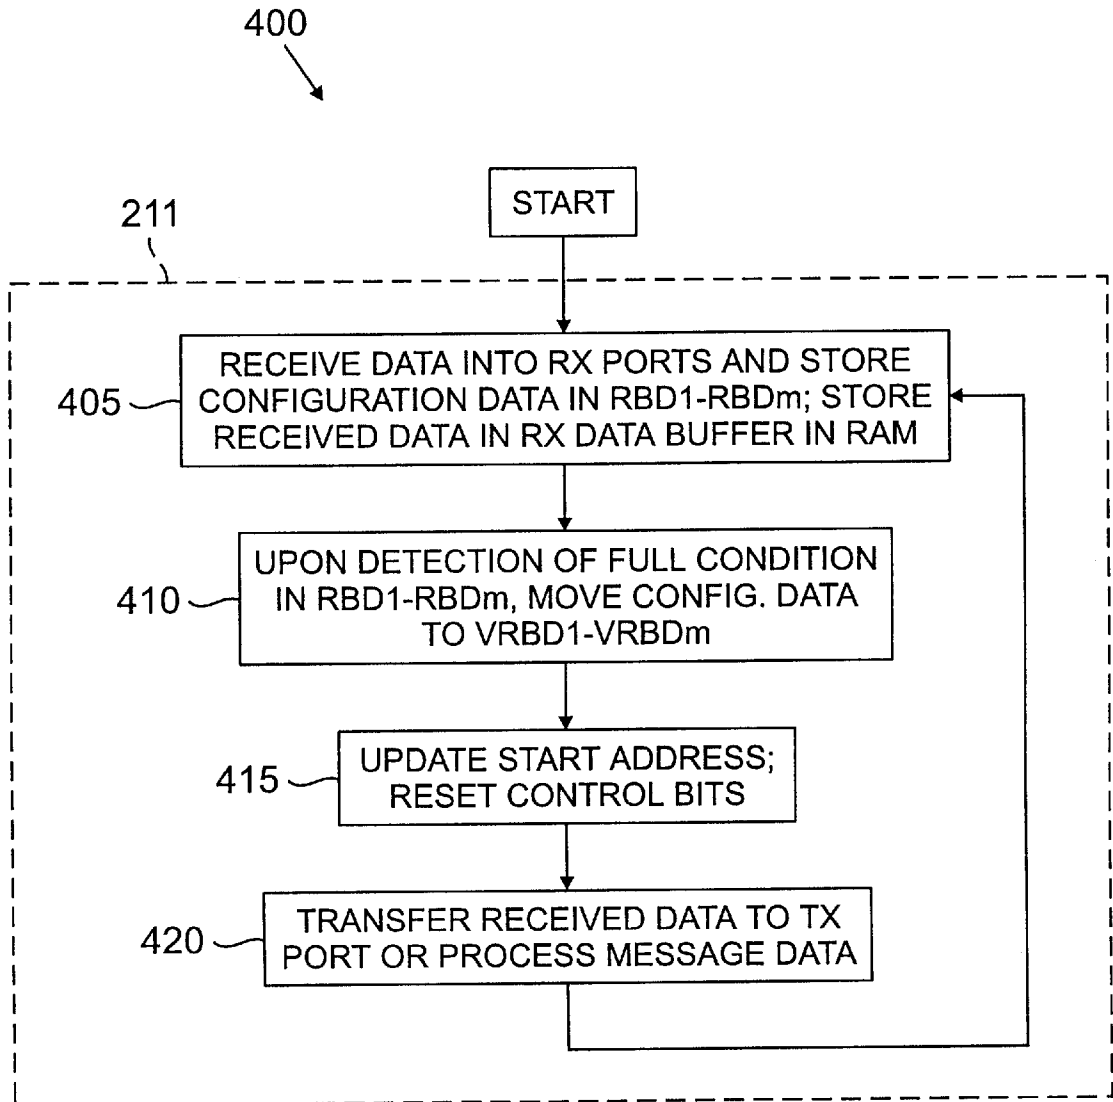 400
START
211
RECEIVE DATA INTO RX PORTS AND STORE
CONFIGURATION DATA IN RBD1-RBDm; STORE
RECEIVED DATA IN RX DATA BUFFER IN RAM
405
UPON DETECTION OF FULL CONDITION
IN RBD1-RBDm, MOVE CONFIG. DATA
TO VRBD1-VRBDm
410
UPDATE START ADDRESS;
RESET CONTROL BITS
415
TRANSFER RECEIVED DATA TO TX
PORT OR PROCESS MESSAGE DATA
420